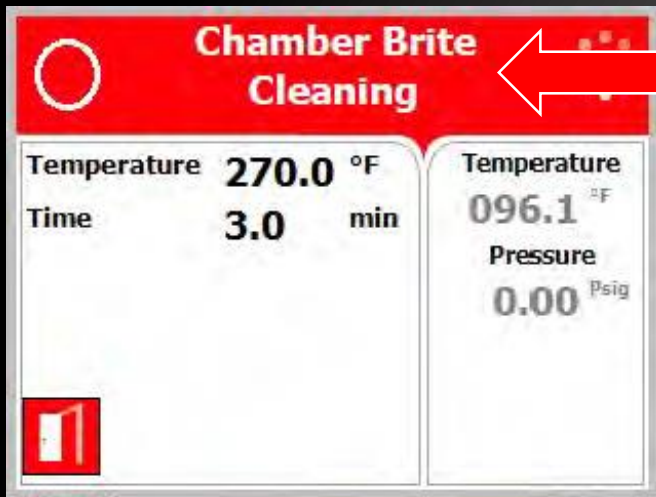 Chamber Brite
Cleaning
Temperature 270.0 °F
Time 3.0 min
Temperature
096.1 °F
Pressure
0.00 Psig